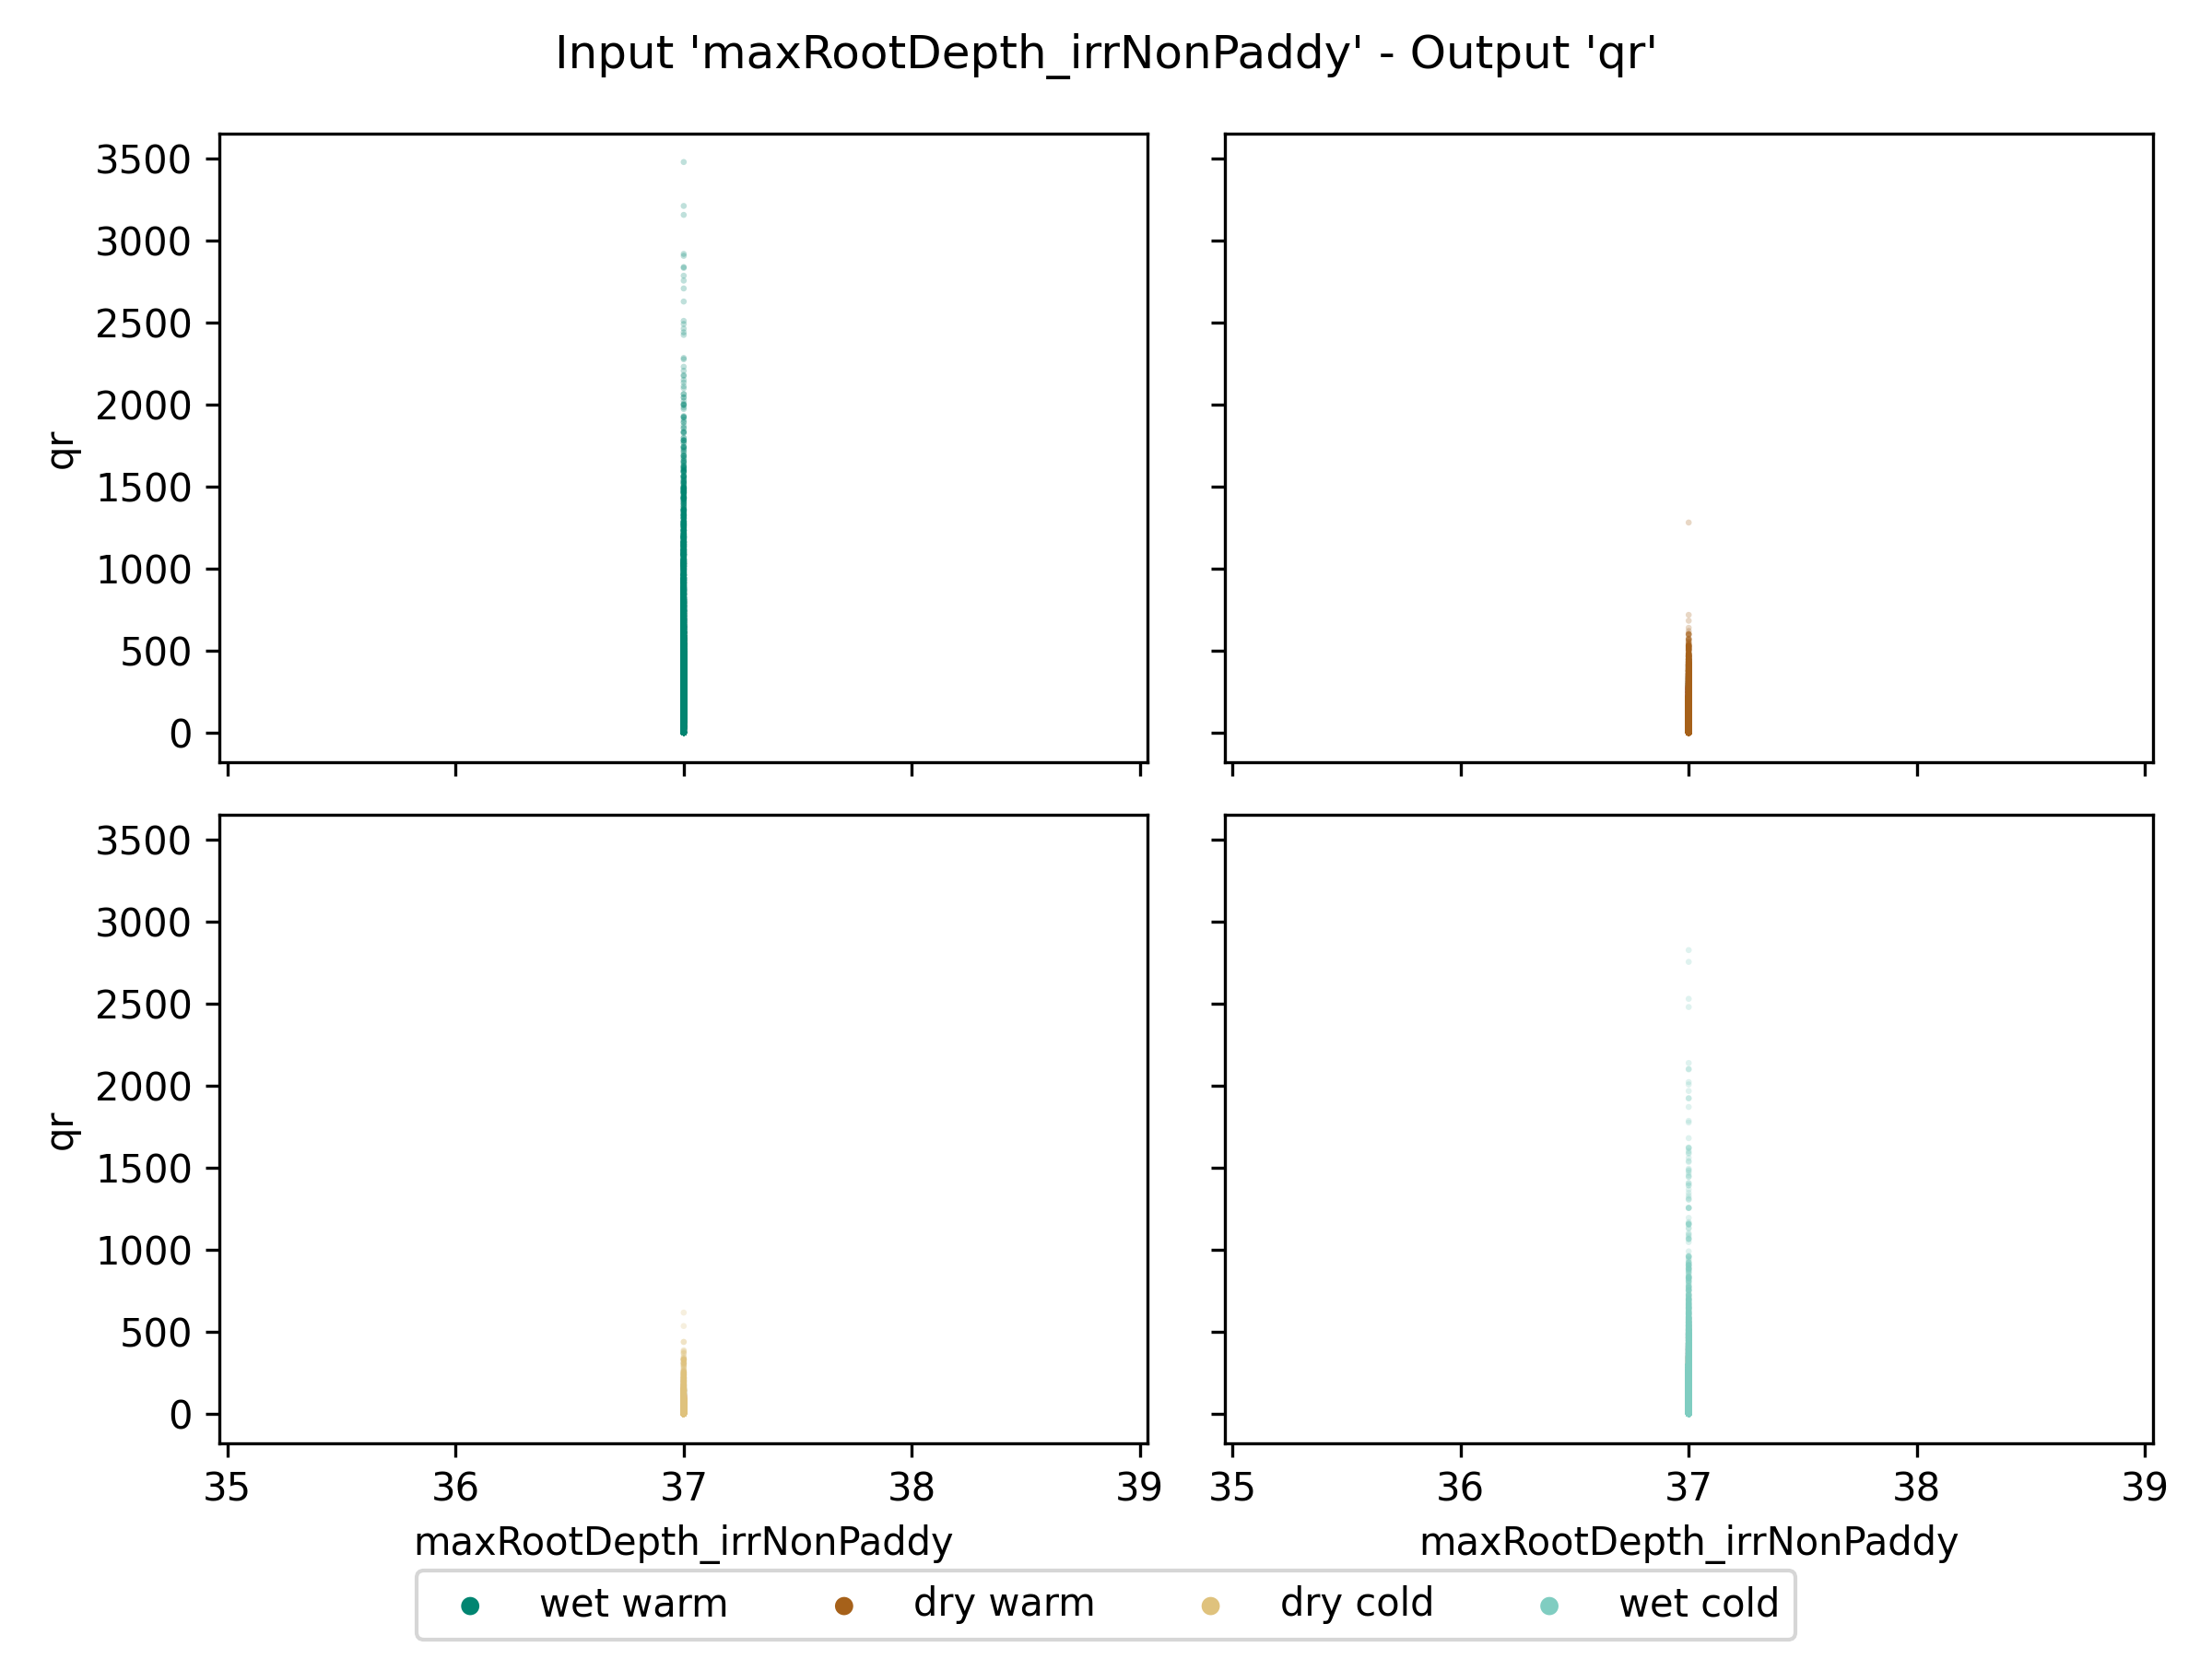 Input 'maxRootDepth_irrNonPaddy' - Output 'qr'
3500
3000
2500
2000
1500
1000
500
0
qr
3500
3000
2500
2000
1500
1000
500
0
qr
35 36 37 38 39
35 36 37 38 39
maxRootDepth_irrNonPaddy
maxRootDepth_irrNonPaddy
wet warm dry warm dry cold wet cold